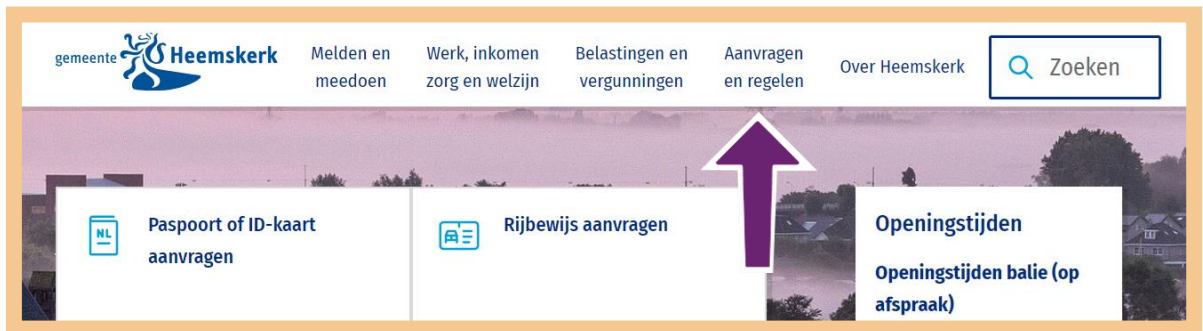 gemeente Heemskerk
Melden en
meedoen
Werk, inkomen
zorg en welzijn
Belastingen en
vergunningen
Aanvragen
en regelen
Over Heemskerk
Zoeken
NL
Paspoort of ID-kaart
aanvragen
Rijbewijs aanvragen
Openingstijden
Openingstijden balie (op
afspraak)